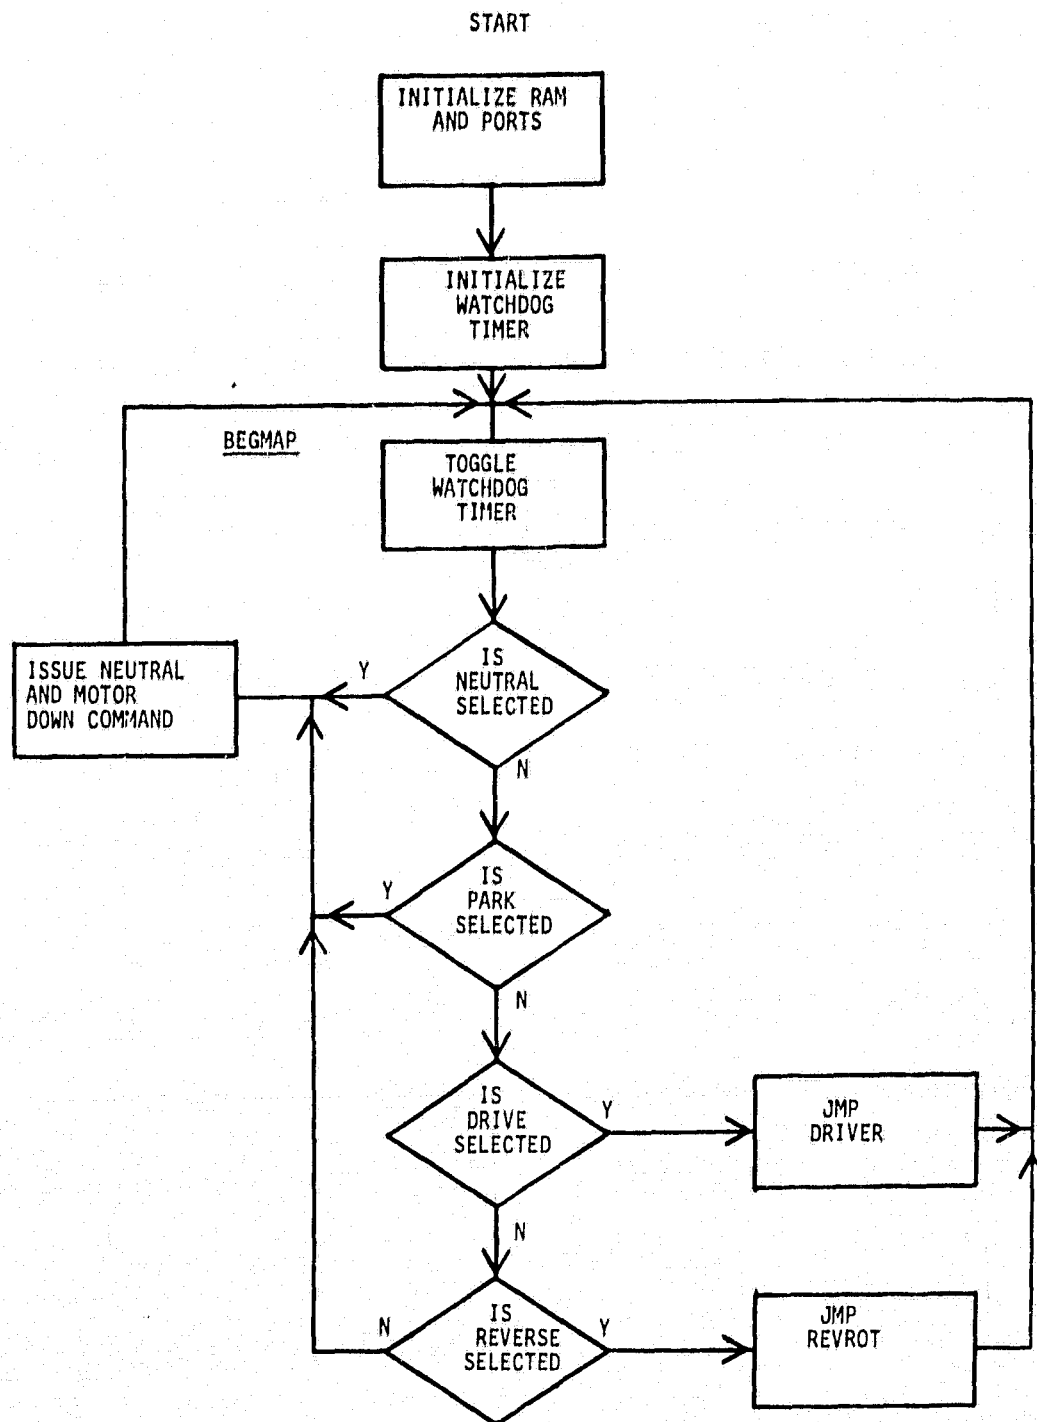 START
INITIALIZE RAM
AND PORTS
INITIALIZE
WATCHDOG
TIMER
BEGMAP
TOGGLE
WATCHDOG
TIMER
IS
NEUTRAL
SELECTED
Y
N
ISSUE NEUTRAL
AND MOTOR
DOWN COMMAND
IS
PARK
SELECTED
Y
N
IS
DRIVE
SELECTED
Y
N
JMP
DRIVER
IS
REVERSE
SELECTED
N
Y
JMP
REVROT